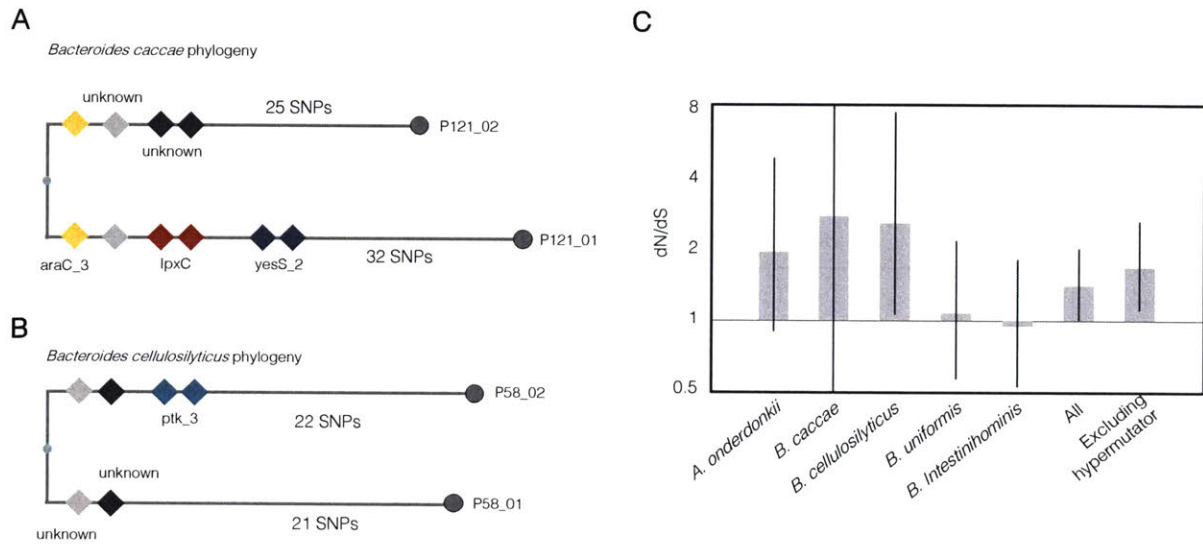 A
Bacteroides caccae phylogeny
unknown
25 SNPs
P121_02
unknown
P121_01
32 SNPs
araC_3
lpxC
yesS_2
B
Bacteroides cellulosilyticus phylogeny
P58_02
ptk_3
22 SNPs
unknown
P58_01
21 SNPs
unknown
C
8
4
2
1
0.5
dN/dS
A. onderdonkii
B. caccae
B. cellulosilyticus
B. uniformis
B. Intestinihominis
All
Excluding
hypermutator